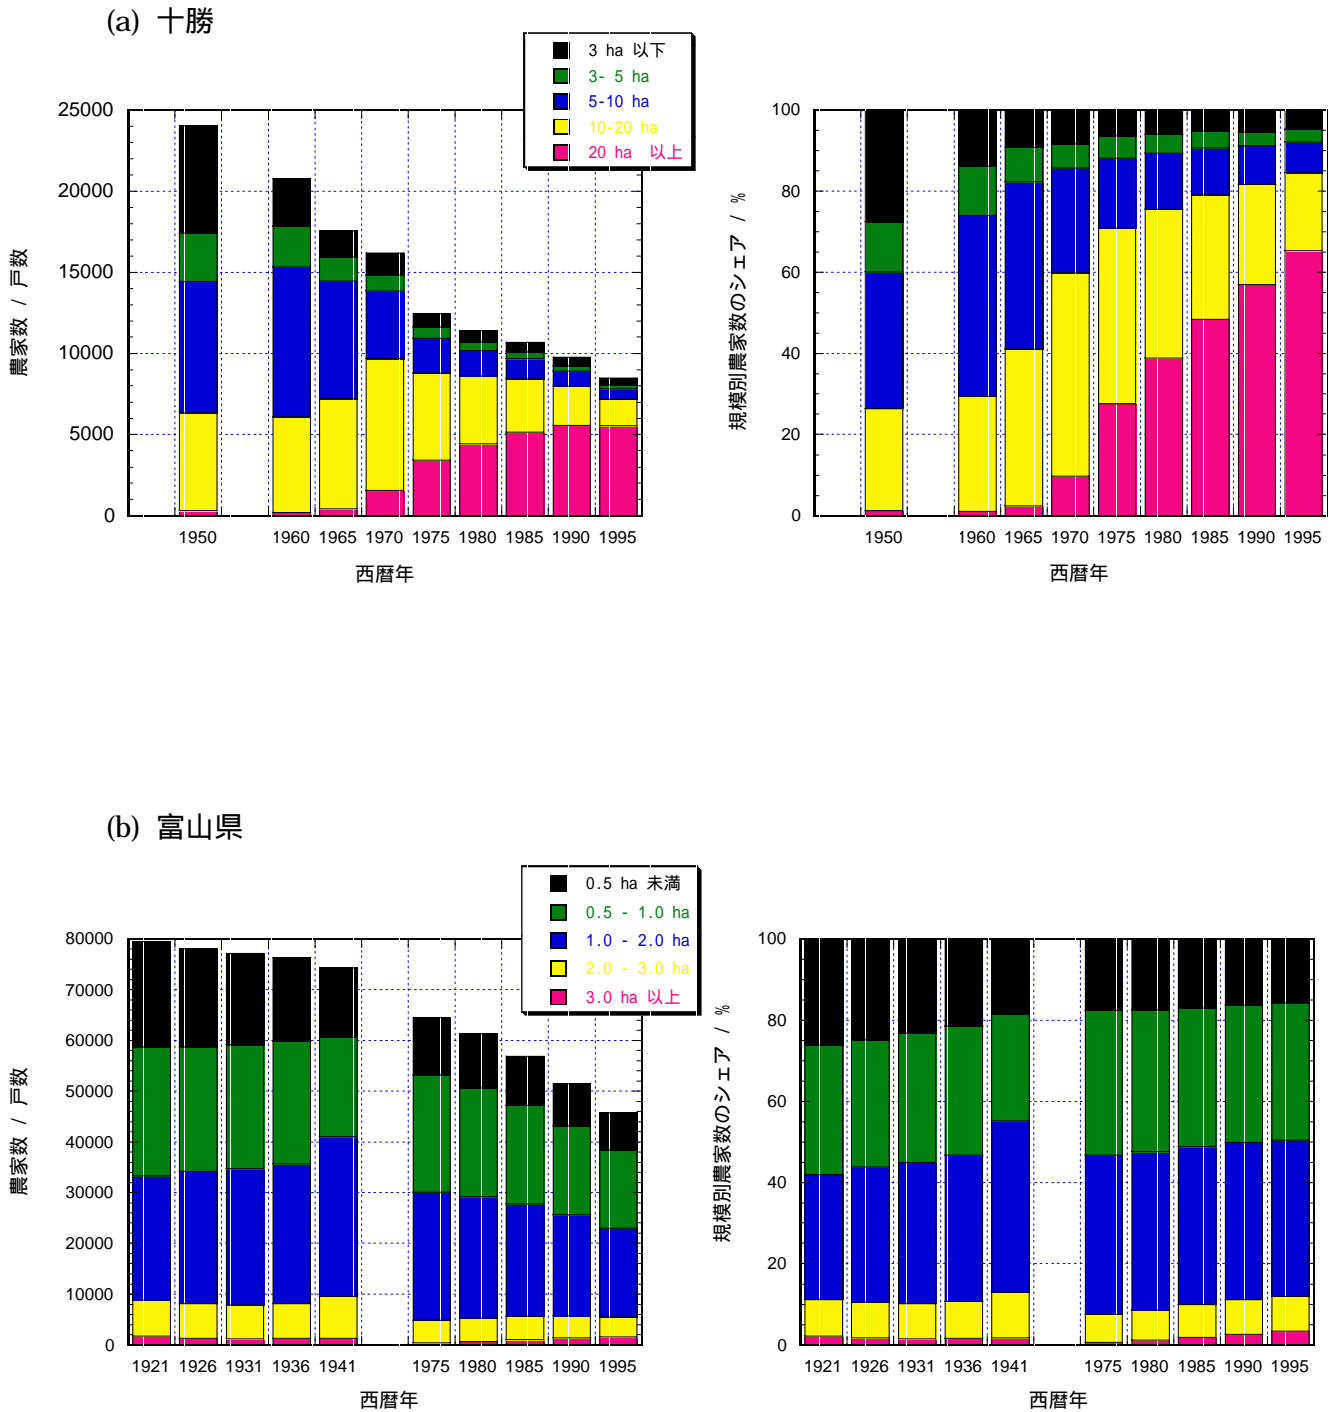 (a) 十勝
3 ha 以下
3- 5 ha
5-10 ha
10-20 ha
20 ha 以上
25000
20000
15000
10000
5000
0
農家数 / 戸数
1950 1960 1965 1970 1975 1980 1985 1990 1995
西暦年
100
80
60
40
20
0
規模別農家数のシェア / %
1950 1960 1965 1970 1975 1980 1985 1990 1995
西暦年
(b) 富山県
0.5 ha 未満
0.5 - 1.0 ha
1.0 - 2.0 ha
2.0 - 3.0 ha
3.0 ha 以上
80000
70000
60000
50000
40000
30000
20000
10000
0
農家数 / 戸数
1921 1926 1931 1936 1941 1975 1980 1985 1990 1995
西暦年
100
80
60
40
20
0
規模別農家数のシェア / %
1921 1926 1931 1936 1941 1975 1980 1985 1990 1995
西暦年